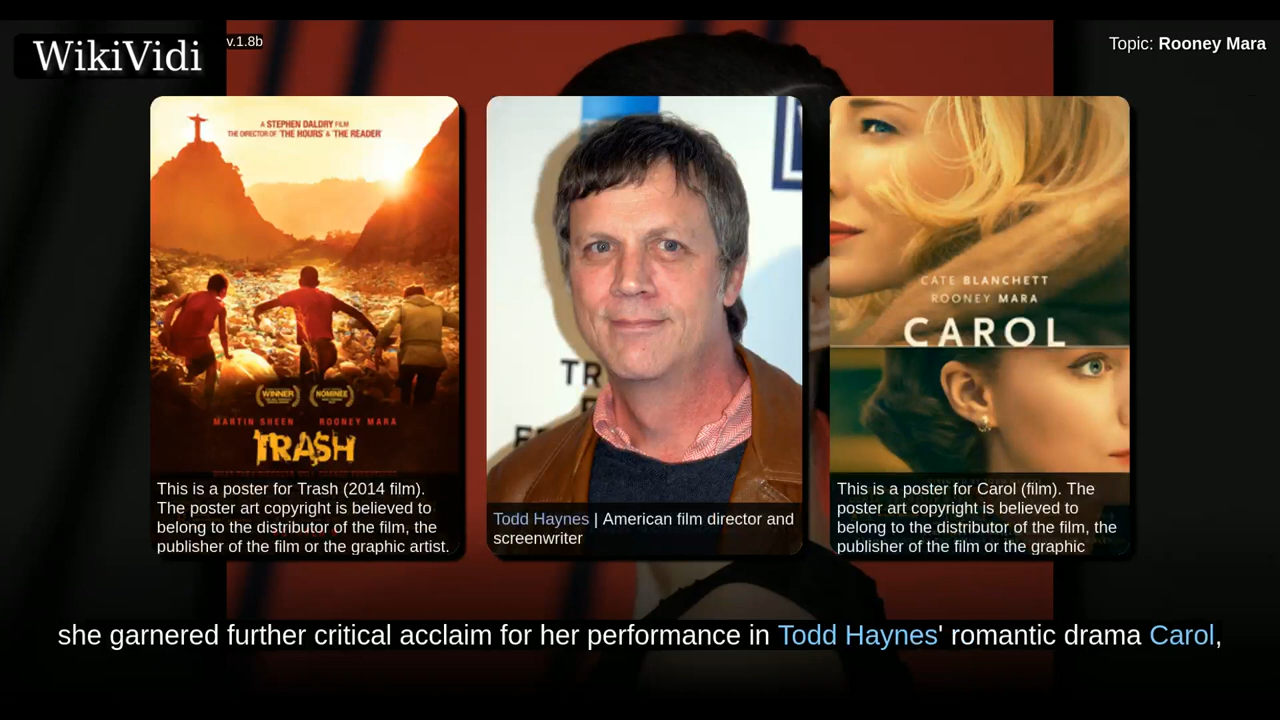 WikiVidi
v.1.8b
Topic: Rooney Mara
A STEPHEN DALDRY FILM
THE DIRECTOR OF 'THE HOURS' & 'THE READER'
WINNER
NOMINEE
MARTIN SHEEN ROONEY MARA
TRASH
This is a poster for Trash (2014 film).
The poster art copyright is believed to
belong to the distributor of the film, the
publisher of the film or the graphic artist.
TR
Todd Haynes | American film director and
screenwriter
CATE BLANCHETT
ROONEY MARA
CAROL
This is a poster for Carol (film). The
poster art copyright is believed to
belong to the distributor of the film, the
publisher of the film or the graphic
she garnered further critical acclaim for her performance in Todd Haynes' romantic drama Carol,